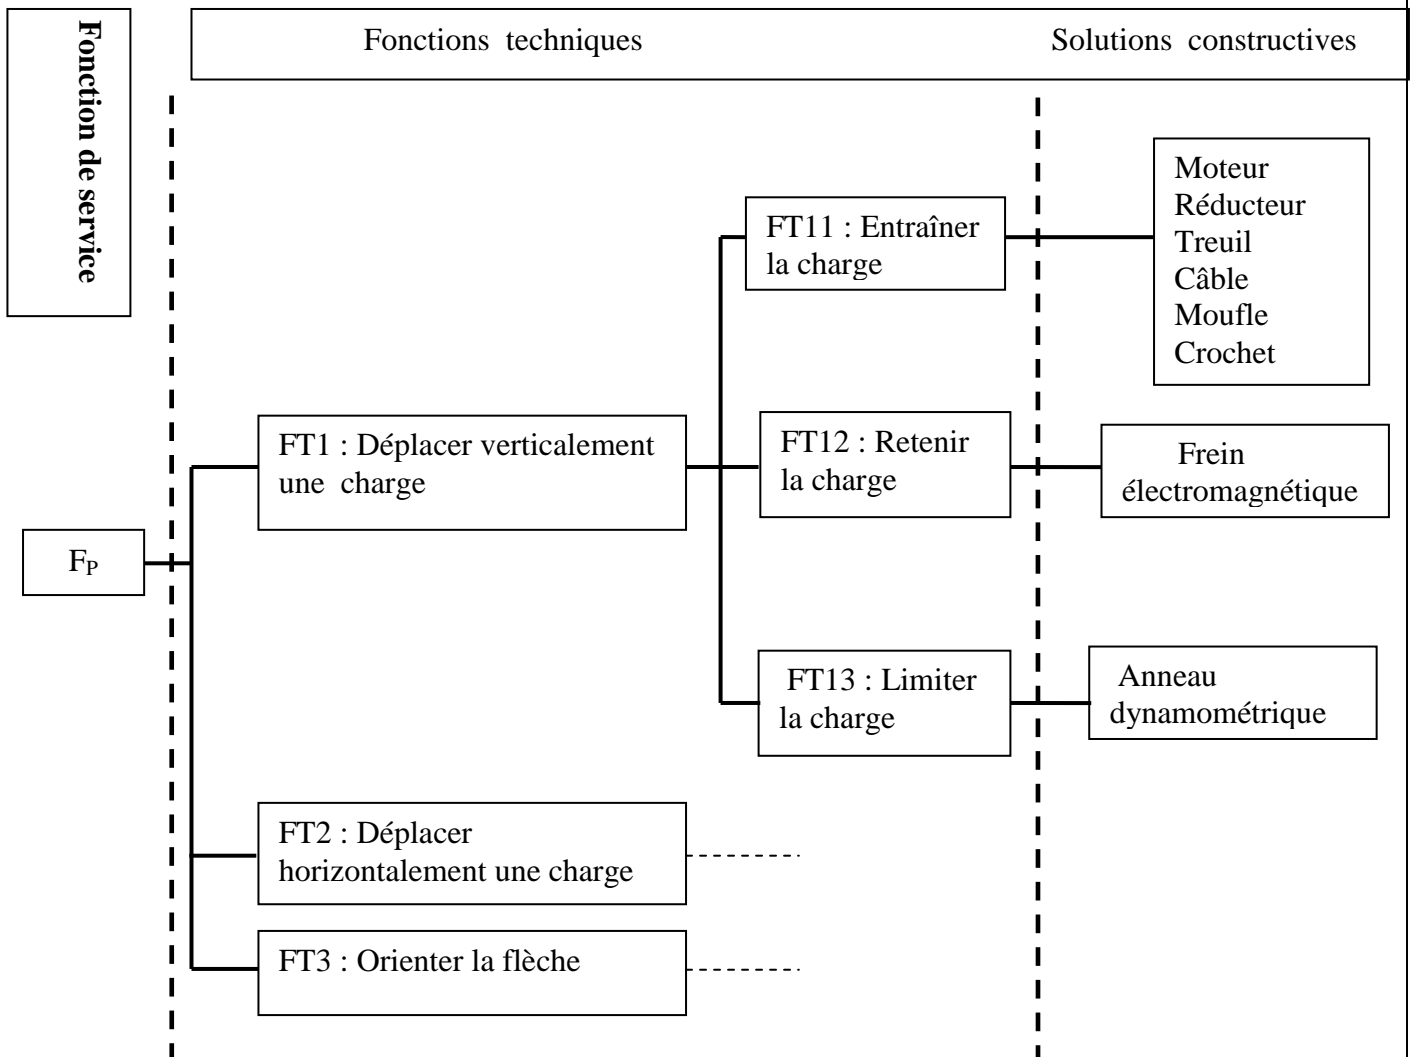 Fonction de service
Fonctions techniques
Solutions constructives
Moteur
Réducteur
Treuil
Câble
Moufle
Crochet
FT11 : Entraîner
la charge
FT1 : Déplacer verticalement
une charge
FT12 : Retenir
la charge
Frein
électromagnétique
FP
FT13 : Limiter
la charge
Anneau
dynamométrique
FT2 : Déplacer
horizontalement une charge
FT3 : Orienter la flèche